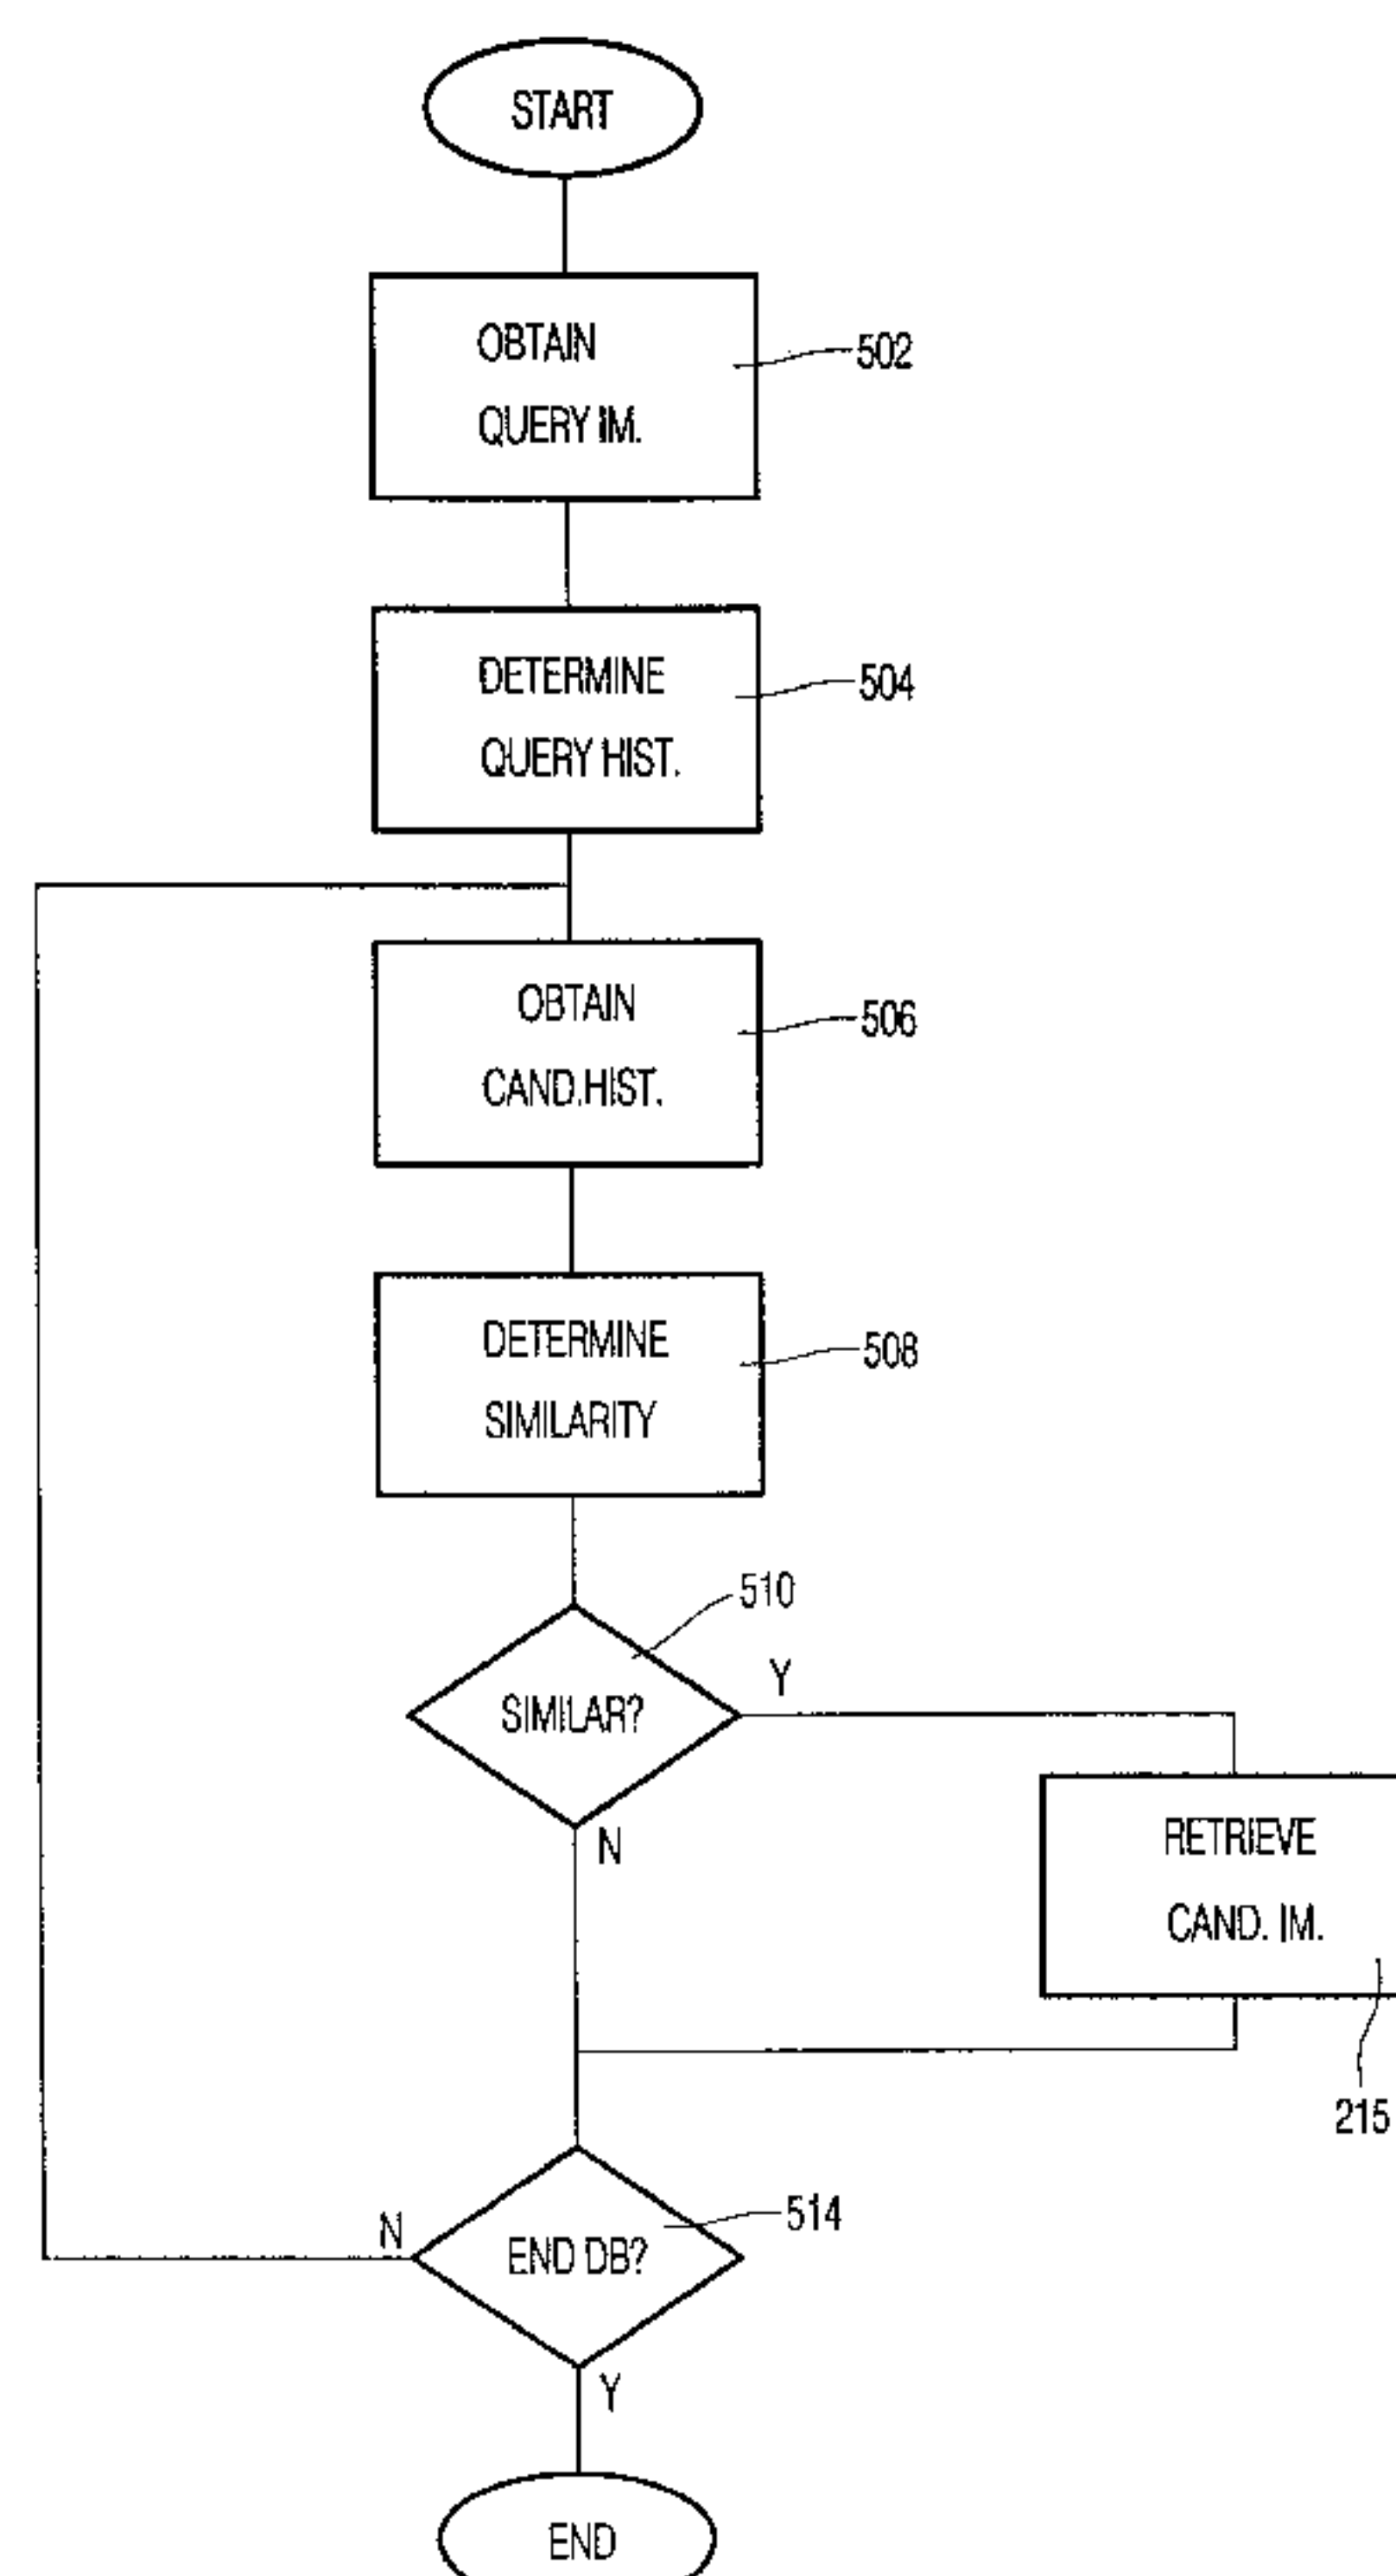 START
OBTAIN
QUERY IM.
502
DETERMINE
QUERY HIST.
504
OBTAIN
CAND.HIST.
506
DETERMINE
SIMILARITY
508
510
SIMILAR?
Y
N
RETRIEVE
CAND. IM.
215
N
END DB?
514
Y
END